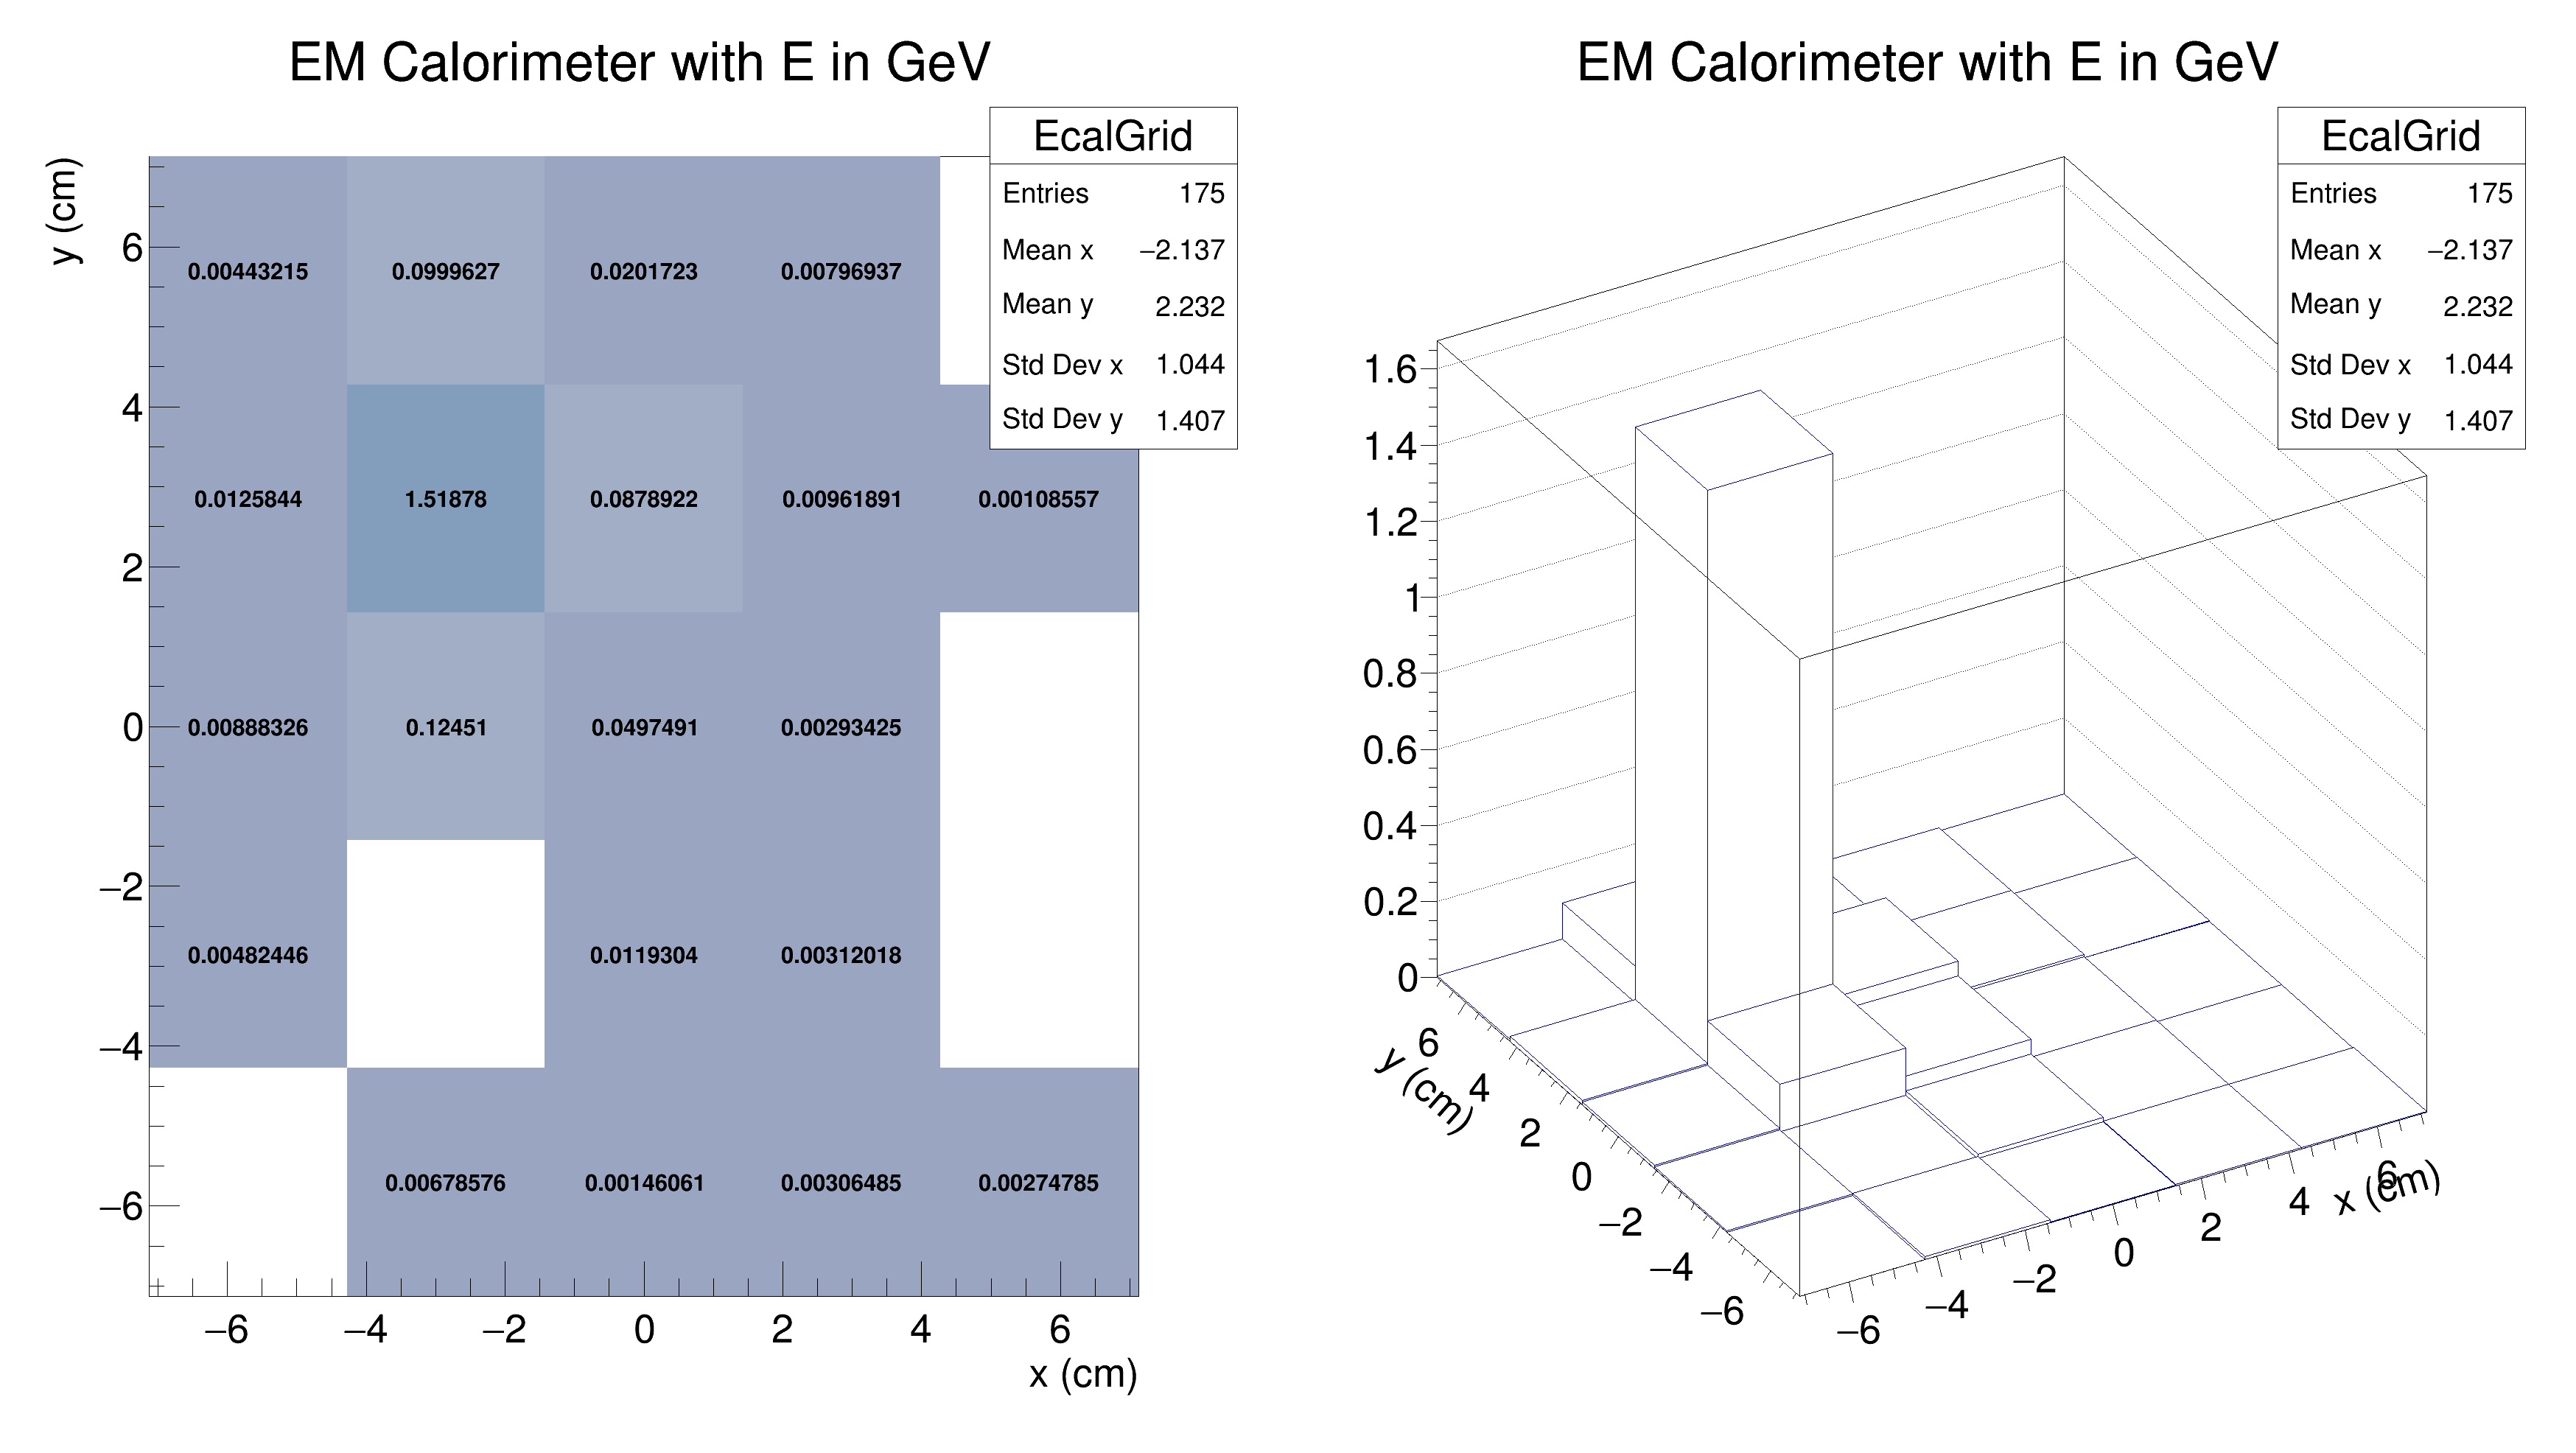 EM Calorimeter with E in GeV
EcalGrid
Entries 175
Mean x −2.137
Mean y 2.232
Std Dev x 1.044
Std Dev y 1.407
y (cm)
6
4
2
0
−2
−4
−6
0.00443215 0.0999627 0.0201723 0.00796937
0.0125844 1.51878 0.0878922 0.00961891 0.00108557
0.00888326 0.12451 0.0497491 0.00293425
0.00482446 0.0119304 0.00312018
0.00678576 0.00146061 0.00306485 0.00274785
−6 −4 −2 0 2 4 6
x (cm)
EM Calorimeter with E in GeV
EcalGrid
Entries 175
Mean x −2.137
Mean y 2.232
Std Dev x 1.044
Std Dev y 1.407
1.6
1.4
1.2
1
0.8
0.6
0.4
0.2
0
y (cm)
6
4
2
0
−2
−4
−6
−6 −4 −2 0 2 4 6
x (cm)